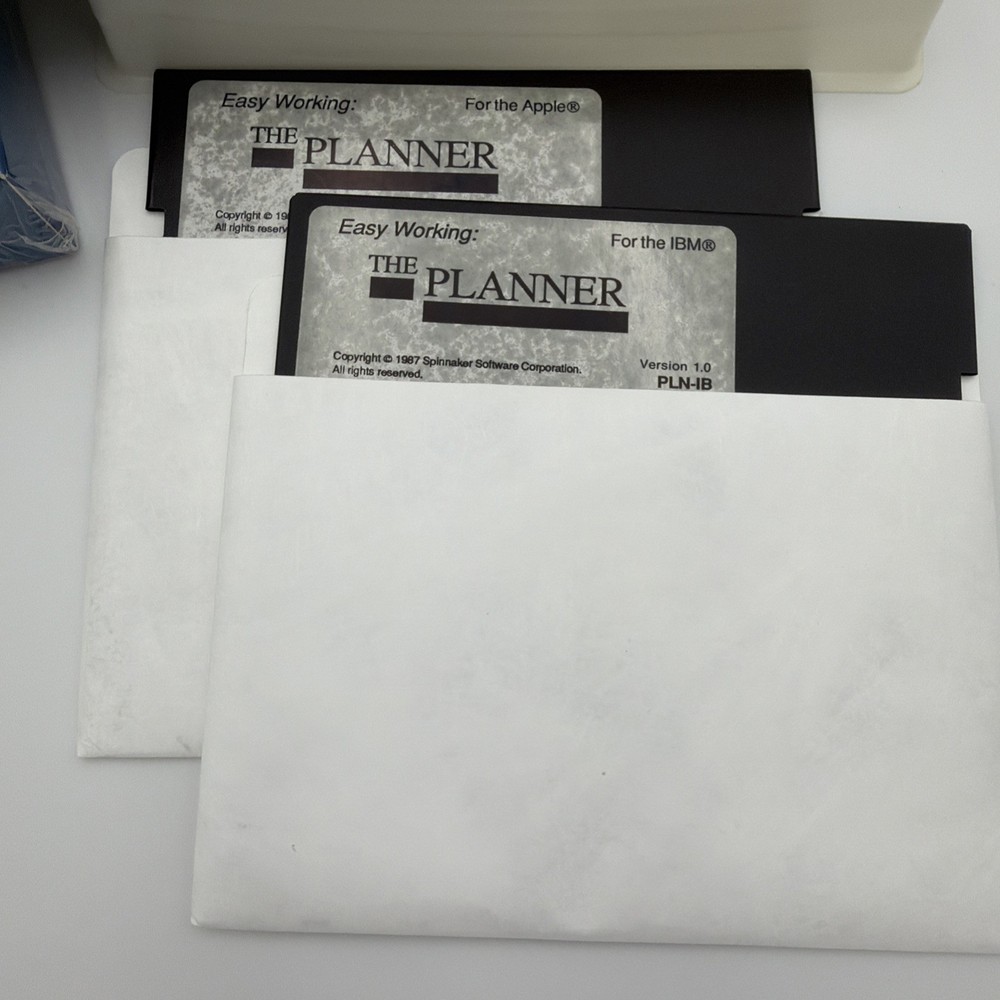 Easy Working: For the Apple®
THE PLANNER
Copyright © 19
All rights reserv
Easy Working: For the IBM®
THE PLANNER
Copyright © 1987 Spinnaker Software Corporation.
All rights reserved.
Version 1.0
PLN-IB